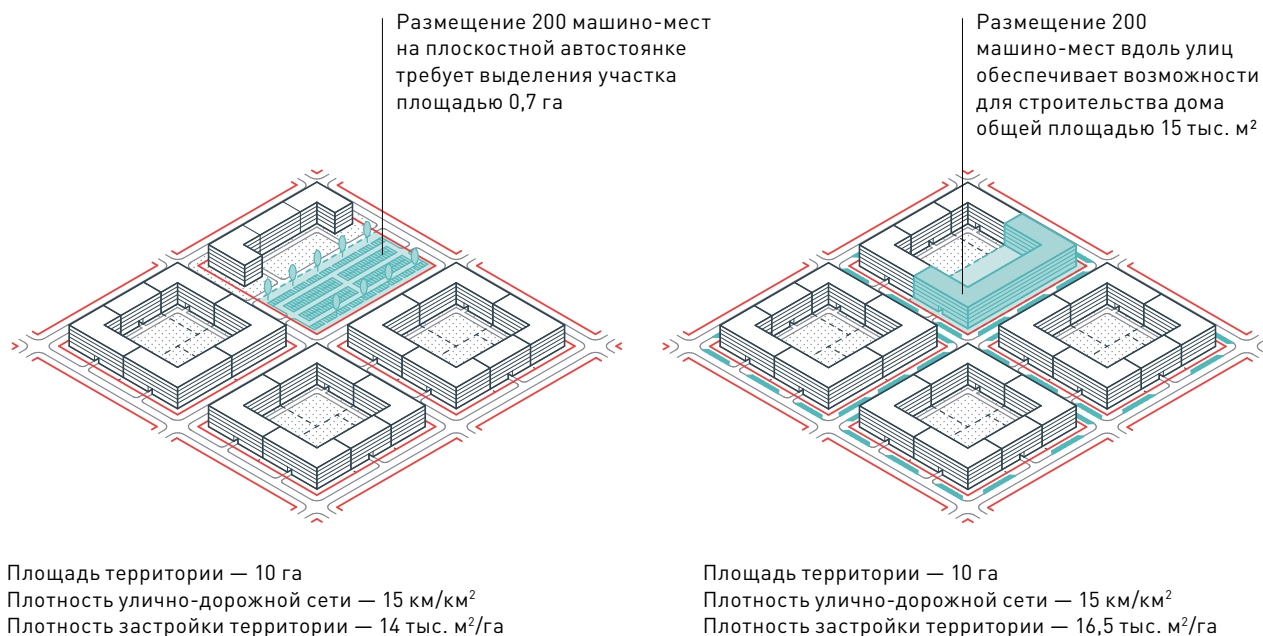 Размещение 200 машино-мест
на плоскостной автостоянке
требует выделения участка
площадью 0,7 га
Размещение 200
машино-мест вдоль улиц
обеспечивает возможности
для строительства дома
общей площадью 15 тыс. м²
Площадь территории — 10 га
Плотность улично-дорожной сети — 15 км/км²
Плотность застройки территории — 14 тыс. м²/га
Площадь территории — 10 га
Плотность улично-дорожной сети — 15 км/км²
Плотность застройки территории — 16,5 тыс. м²/га